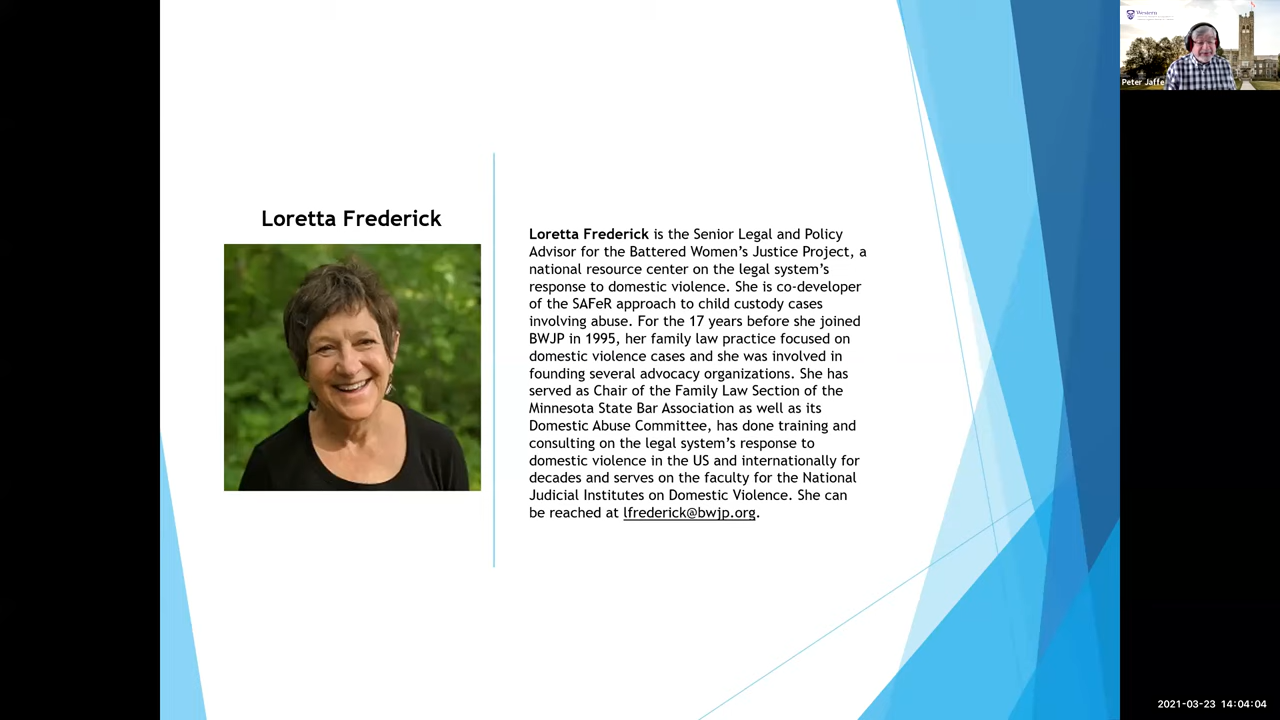 Loretta Frederick
Loretta Frederick is the Senior Legal and Policy
Advisor for the Battered Women’s Justice Project, a
national resource center on the legal system’s
response to domestic violence. She is co-developer
of the SAFeR approach to child custody cases
involving abuse. For the 17 years before she joined
BWJP in 1995, her family law practice focused on
domestic violence cases and she was involved in
founding several advocacy organizations. She has
served as Chair of the Family Law Section of the
Minnesota State Bar Association as well as its
Domestic Abuse Committee, has done training and
consulting on the legal system’s response to
domestic violence in the US and internationally for
decades and serves on the faculty for the National
Judicial Institutes on Domestic Violence. She can
be reached at lfrederick@bwjp.org.
Western
Peter Jaffe
2021-03-23 14:04:04